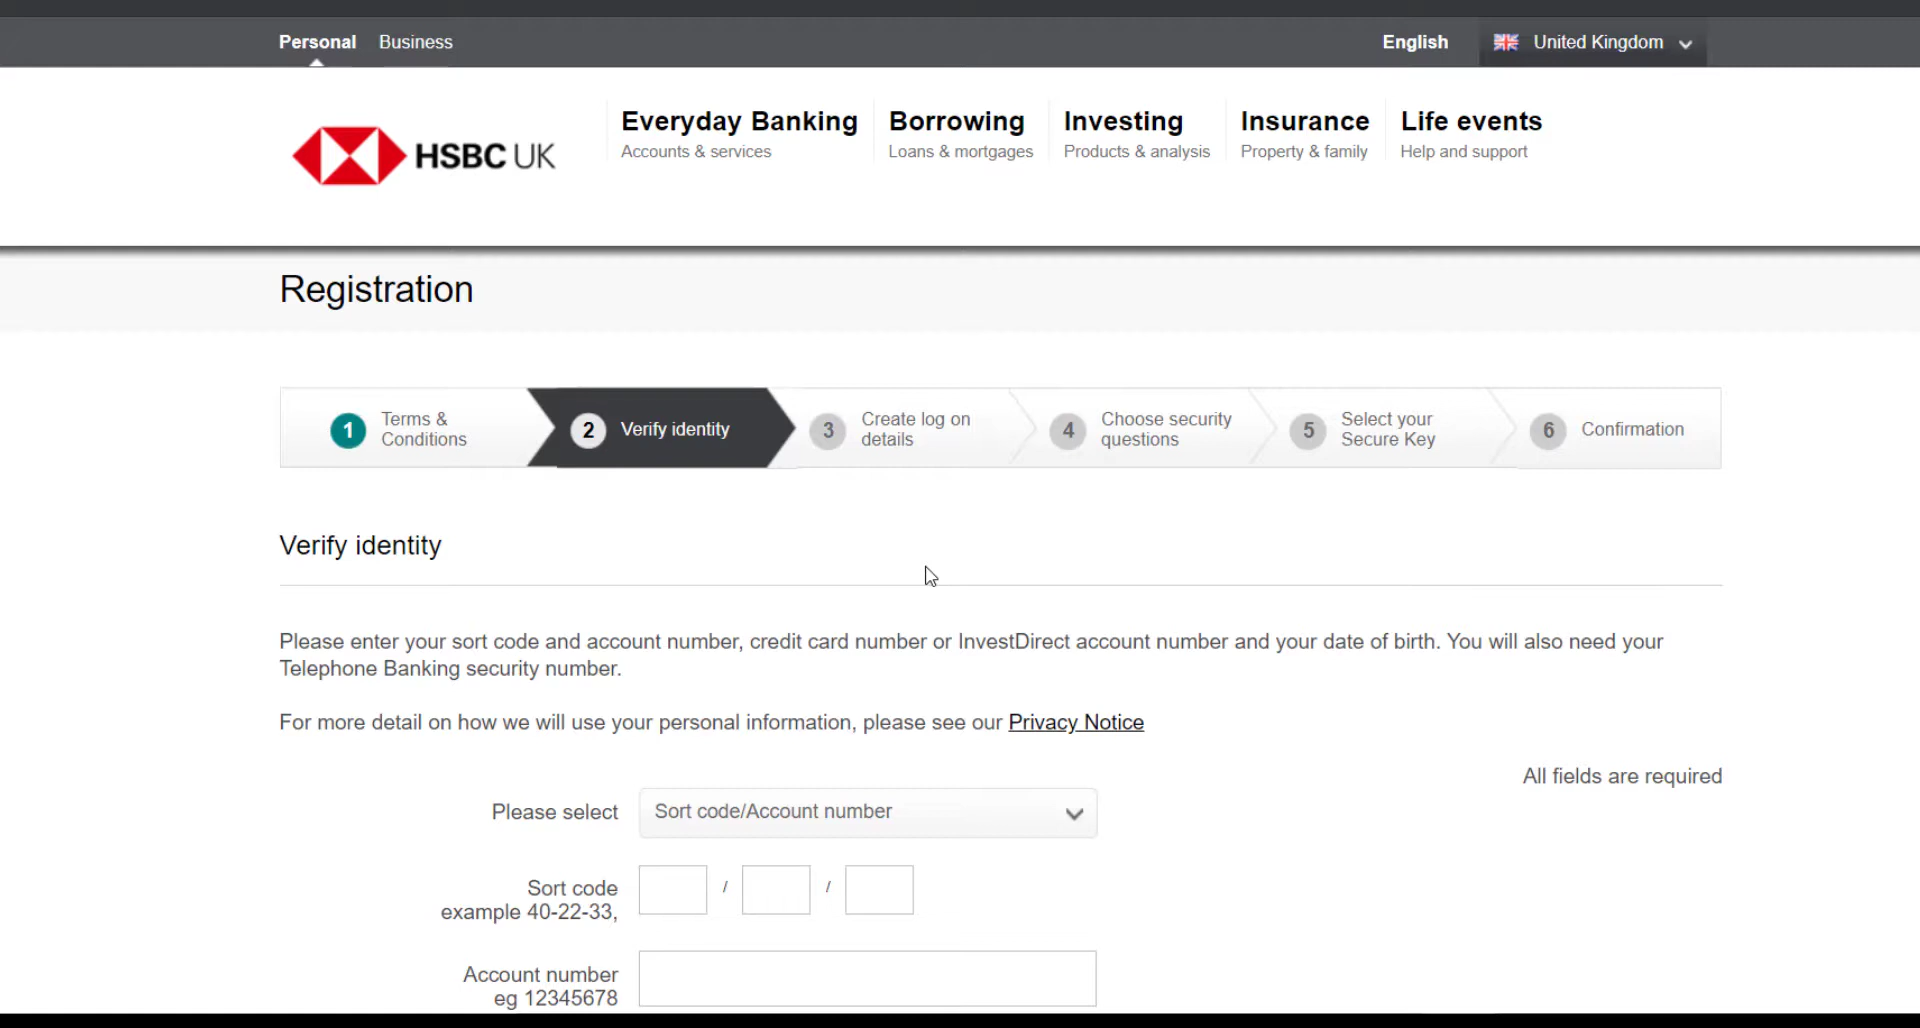 Personal Business English United Kingdom
HSBC UK
Everyday Banking Borrowing Investing Insurance Life events
Accounts & services Loans & mortgages Products & analysis Property & family Help and support
Registration
1 Terms & Conditions
2 Verify identity
3 Create log on details
4 Choose security questions
5 Select your Secure Key
6 Confirmation
Verify identity
Please enter your sort code and account number, credit card number or InvestDirect account number and your date of birth. You will also need your
Telephone Banking security number.
For more detail on how we will use your personal information, please see our Privacy Notice
All fields are required
Please select Sort code/Account number
Sort code / /
example 40-22-33,
Account number
eg 12345678